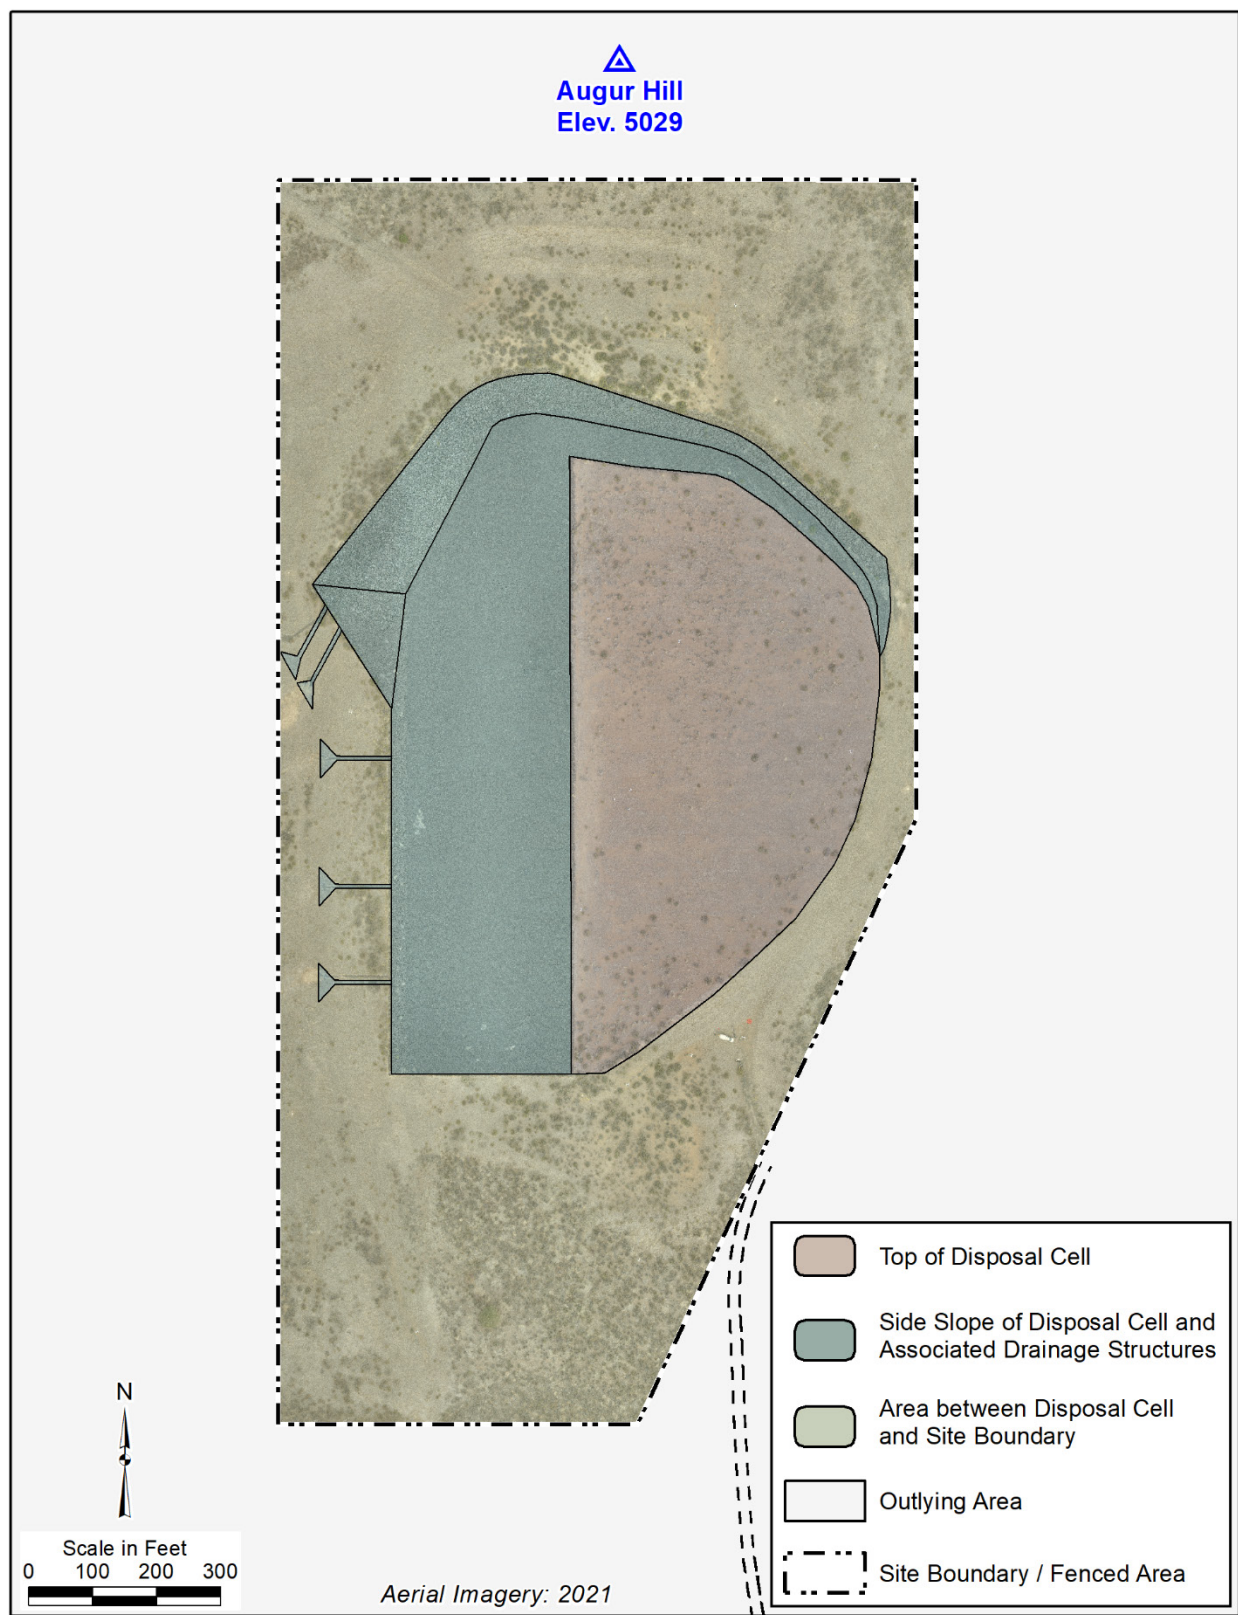 Augur Hill
Elev. 5029
Top of Disposal Cell
Side Slope of Disposal Cell and
Associated Drainage Structures
Area between Disposal Cell
and Site Boundary
Outlying Area
Site Boundary / Fenced Area
N
Scale in Feet
0 100 200 300
Aerial Imagery: 2021